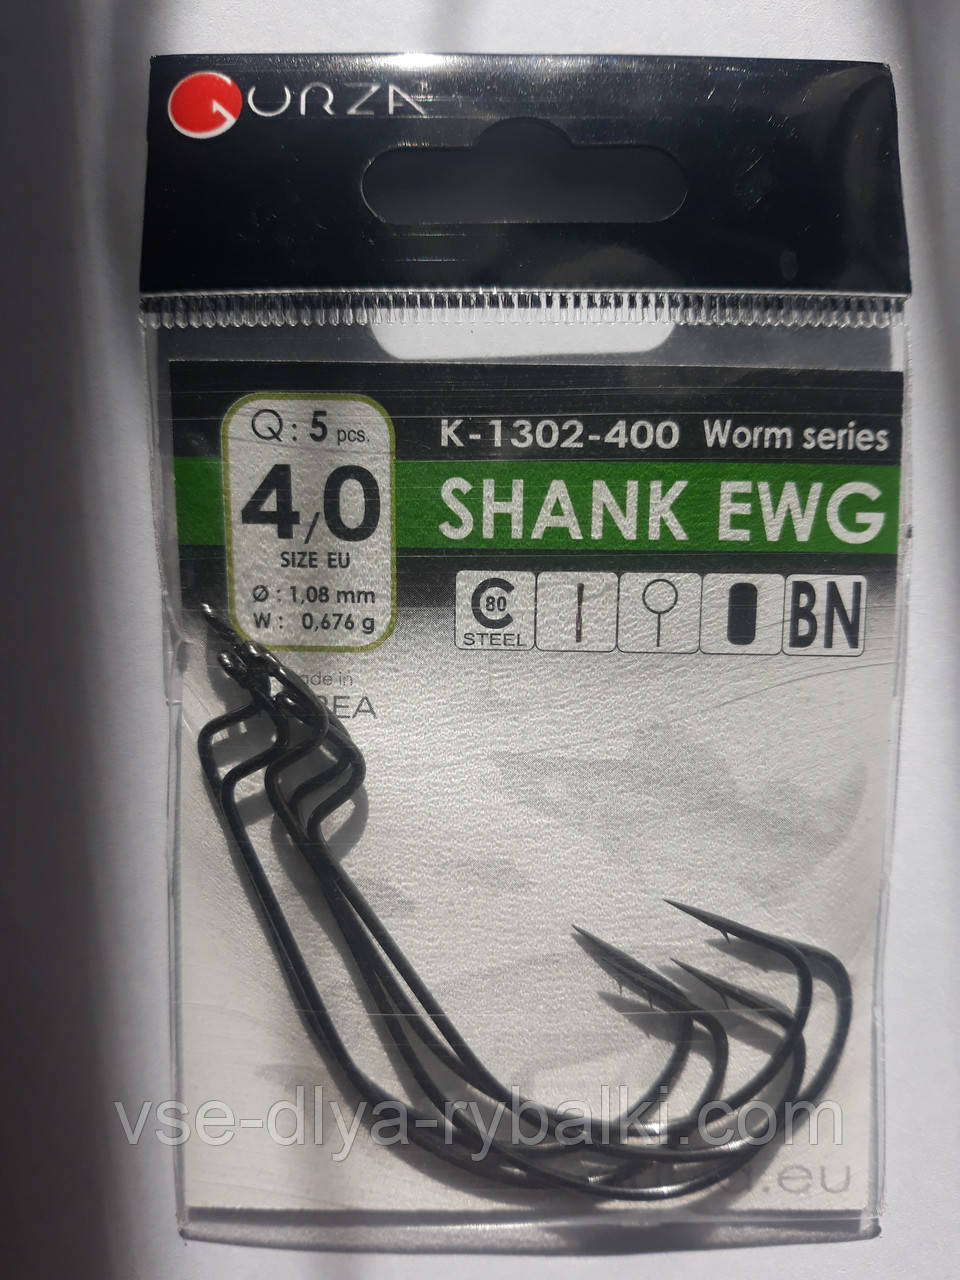 GURZA
Q: 5 pcs.
4/0
SIZE EU
Ø : 1,08 mm
W : 0,676 g
K-1302-400 Worm series
SHANK EWG
C 80
STEEL
BN
vse-dlya-rybalki.com